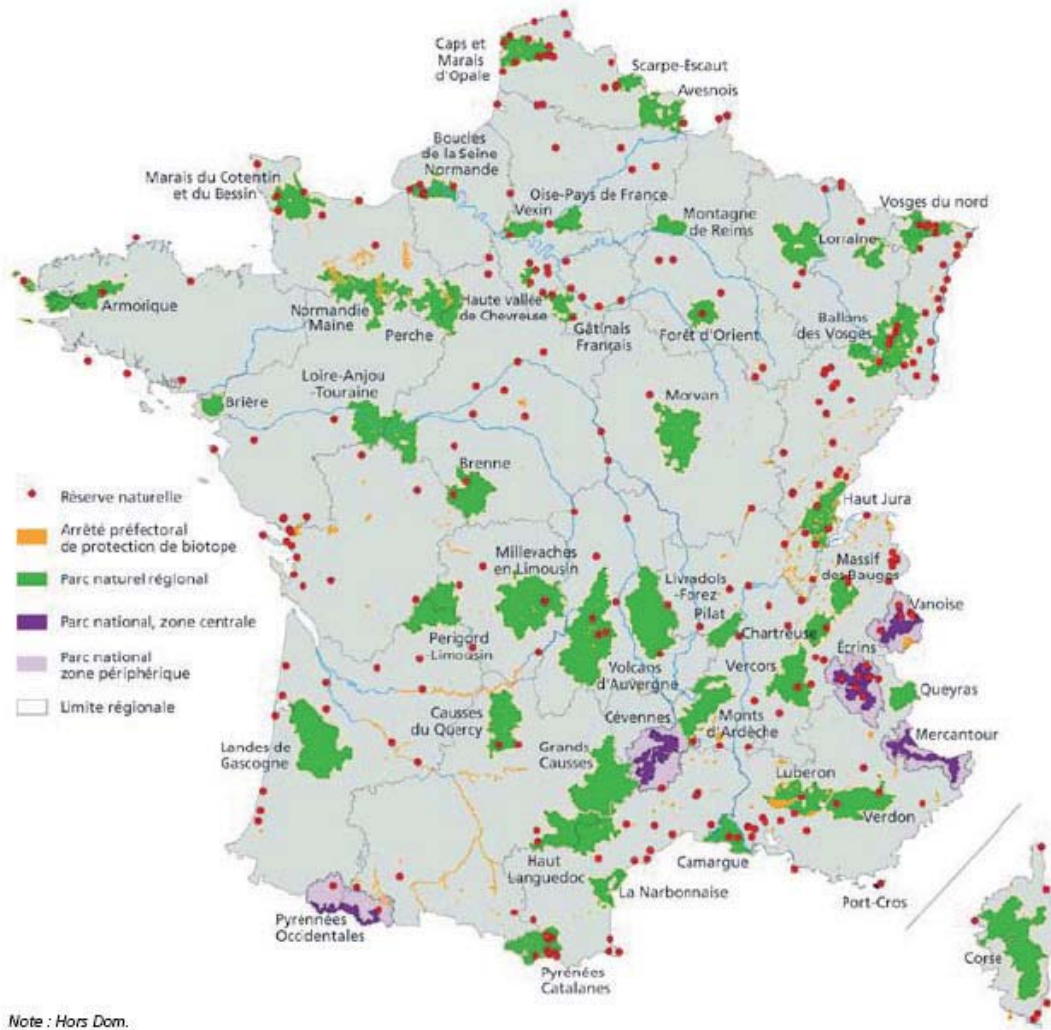 Caps et
Marais
d'Opale
Scarpe-Escaut
Avesnois
Boucles
de la Seine
Normande
Marais du Cotentin
et du Bessin
Oise-Pays de France
Vexin
Montagne
de Reims
Vosges du nord
Lorraine
Armorique
Normandie
Maine
Perche
Haute vallée
de Chevreuse
Gâtinais
Français
Forêt d'Orient
Ballons
des Vosges
Loire-Anjou
-Touraine
Brière
Morvan
Brenne
Haut Jura
Réserve naturelle
Arrêté préfectoral
de protection de biotope
Parc naturel régional
Parc national, zone centrale
Parc national
zone périphérique
Limite régionale
Millevaches
en Limousin
Livradois
-Forez
Pilat
Massif
des Bauges
Vanoise
Chartreuse
Perigord
Limousin
Volcans
d'Auvergne
Vercors
Écrins
Queyras
Causses
du Quercy
Cévennes
Monts
d'Ardèche
Mercantour
Landes de
Gascogne
Grands
Causses
Luberon
Verdon
Haut
Languedoc
Camargue
La Narbonnaise
Port-Cros
Pyrennées
Occidentales
Pyrénées
Catalanes
Corse
Note : Hors Dom.